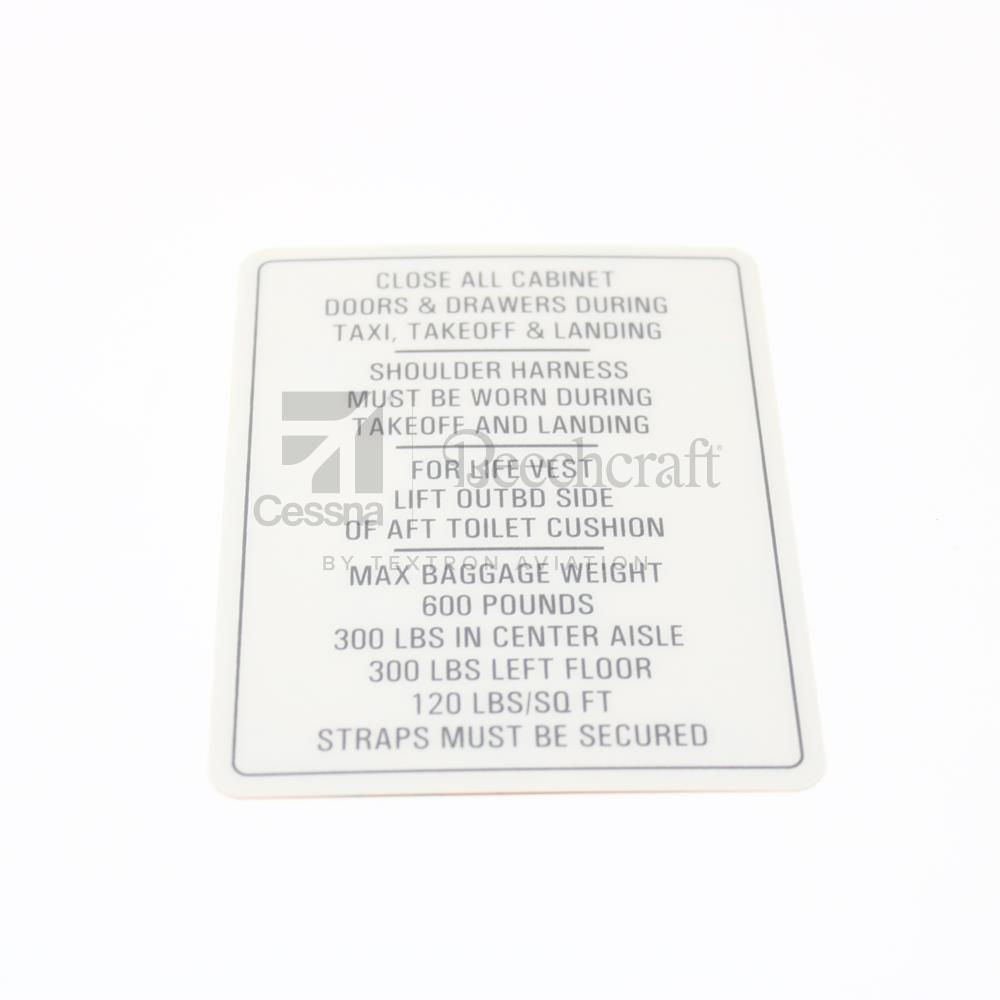 CLOSE ALL CABINET
DOORS & DRAWERS DURING
TAXI, TAKEOFF & LANDING
SHOULDER HARNESS
MUST BE WORN DURING
TAKEOFF AND LANDING
FOR LIFE VEST
LIFT OUTBD SIDE
OF AFT TOILET CUSHION
MAX BAGGAGE WEIGHT
600 POUNDS
300 LBS IN CENTER AISLE
300 LBS LEFT FLOOR
120 LBS/SQ FT
STRAPS MUST BE SECURED
Cessna
Beechcraft®
BY TEXTRON AVIATION